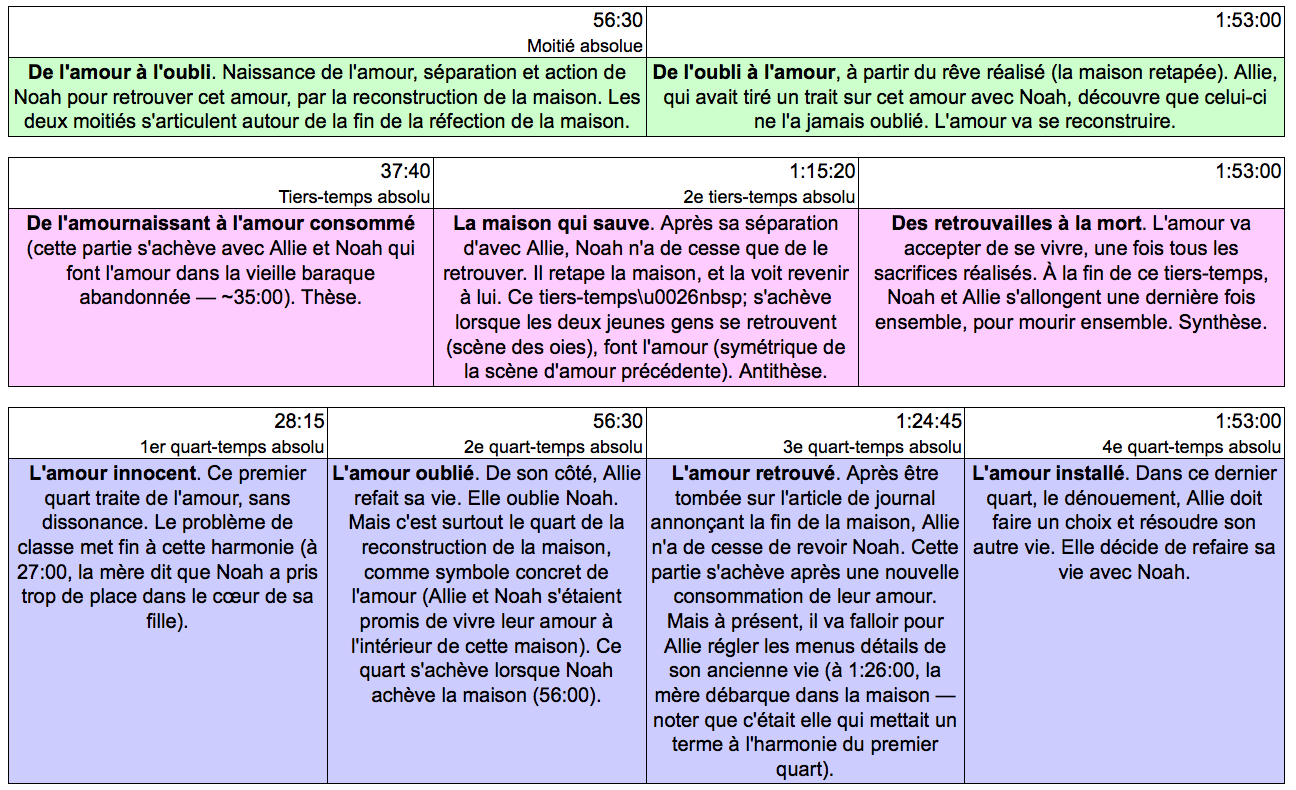 56:30
Moitié absolue
1:53:00
De l'amour à l'oubli. Naissance de l'amour, séparation et action de
Noah pour retrouver cet amour, par la reconstruction de la maison. Les
deux moitiés s'articulent autour de la fin de la réfection de la maison.
De l'oubli à l'amour, à partir du rêve réalisé (la maison retapée). Allie,
qui avait tiré un trait sur cet amour avec Noah, découvre que celui-ci
ne l'a jamais oublié. L'amour va se reconstruire.
37:40
Tiers-temps absolu
1:15:20
2e tiers-temps absolu
1:53:00
De l'amournaissant à l'amour consommé
(cette partie s'achève avec Allie et Noah qui
font l'amour dans la vieille baraque
abandonnée — ~35:00). Thèse.
La maison qui sauve. Après sa séparation
d'avec Allie, Noah n'a de cesse que de le
retrouver. Il retape la maison, et la voit revenir
à lui. Ce tiers-temps\u0026nbsp; s'achève
lorsque les deux jeunes gens se retrouvent
(scène des oies), font l'amour (symétrique de
la scène d'amour précédente). Antithèse.
Des retrouvailles à la mort. L'amour va
accepter de se vivre, une fois tous les
sacrifices réalisés. À la fin de ce tiers-temps,
Noah et Allie s'allongent une dernière fois
ensemble, pour mourir ensemble. Synthèse.
28:15
1er quart-temps absolu
56:30
2e quart-temps absolu
1:24:45
3e quart-temps absolu
1:53:00
4e quart-temps absolu
L'amour innocent. Ce premier
quart traite de l'amour, sans
dissonance. Le problème de
classe met fin à cette harmonie (à
27:00, la mère dit que Noah a pris
trop de place dans le cœur de sa
fille).
L'amour oublié. De son côté, Allie
refait sa vie. Elle oublie Noah.
Mais c'est surtout le quart de la
reconstruction de la maison,
comme symbole concret de
l'amour (Allie et Noah s'étaient
promis de vivre leur amour à
l'intérieur de cette maison). Ce
quart s'achève lorsque Noah
achève la maison (56:00).
L'amour retrouvé. Après être
tombée sur l'article de journal
annonçant la fin de la maison, Allie
n'a de cesse de revoir Noah. Cette
partie s'achève après une nouvelle
consommation de leur amour.
Mais à présent, il va falloir pour
Allie régler les menus détails de
son ancienne vie (à 1:26:00, la
mère débarque dans la maison —
noter que c'était elle qui mettait un
terme à l'harmonie du premier
quart).
L'amour installé. Dans ce dernier
quart, le dénouement, Allie doit
faire un choix et résoudre son
autre vie. Elle décide de refaire sa
vie avec Noah.